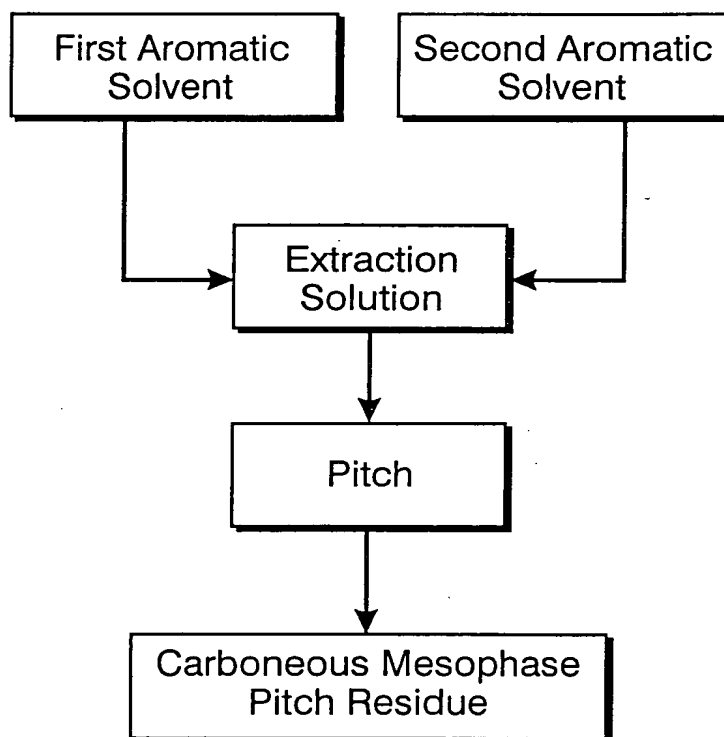 First Aromatic
Solvent
Second Aromatic
Solvent
Extraction
Solution
Pitch
Carboneous Mesophase
Pitch Residue